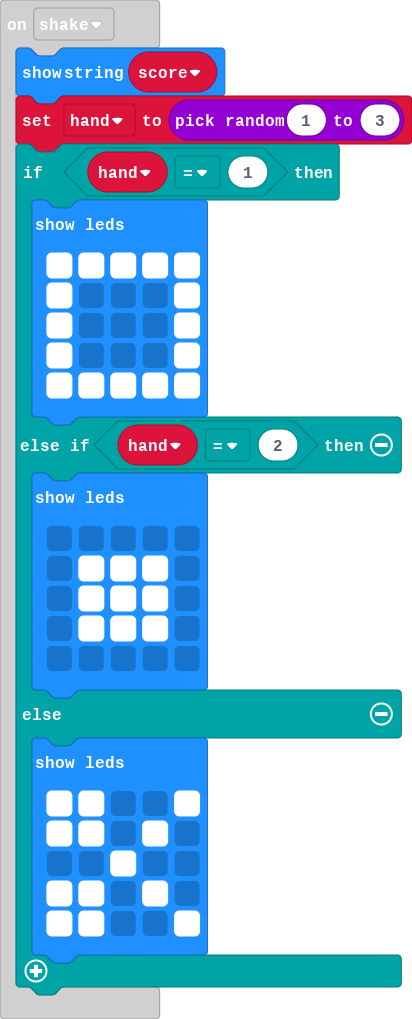 on shake
show string score
set hand to pick random 1 to 3
if hand = 1 then
show leds
else if hand = 2 then
show leds
else
show leds